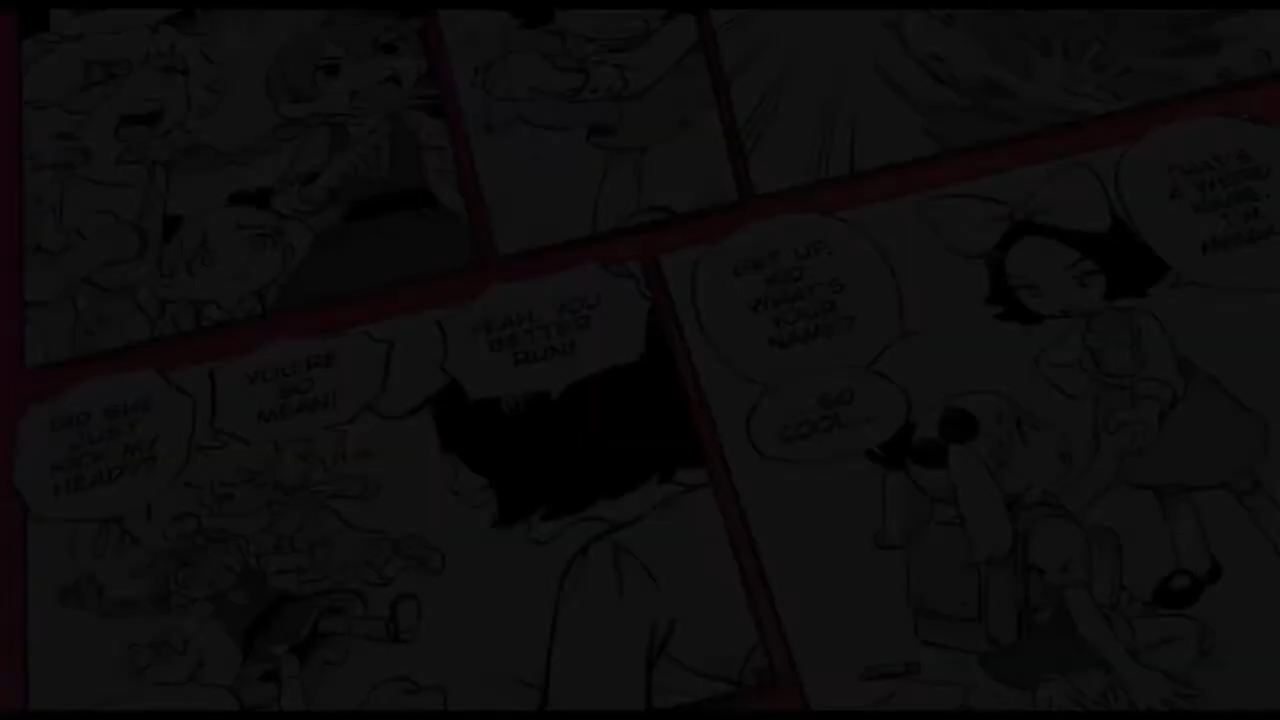 DID SHE
JUST
KICK MY
HEAD??
YOU'RE
SO
MEAN!
YEAH, YOU
BETTER
RUN!
GET UP.
SO
WHAT'S
YOUR
NAME?
SO
COOL...
THAT'S
A
NAME.
I'M